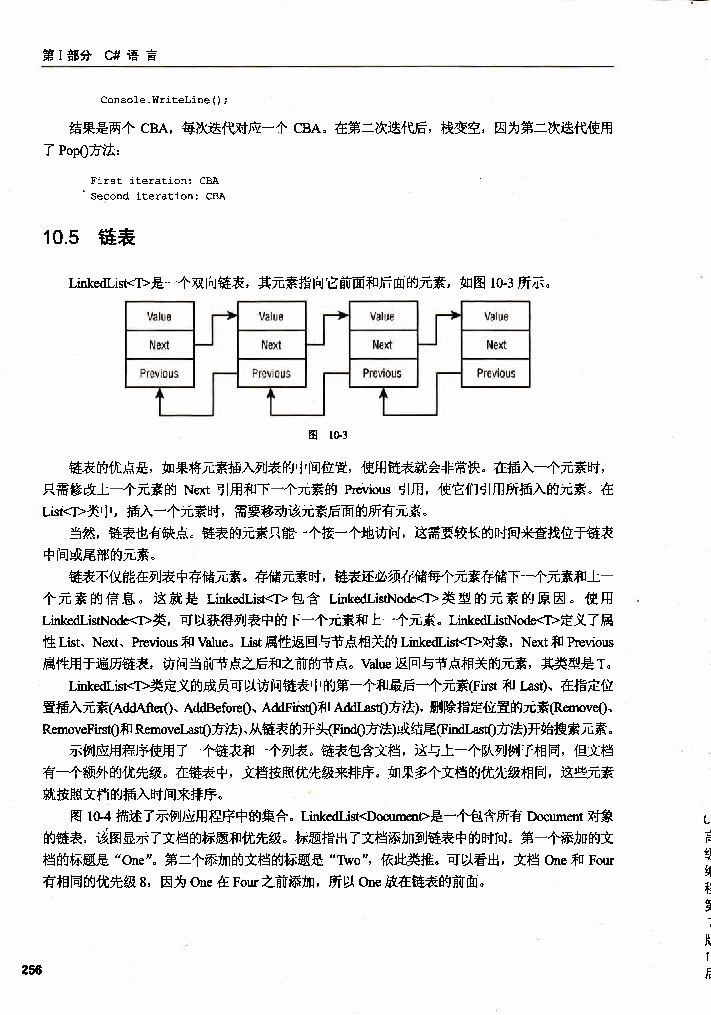 第 I 部分 C# 语 言
Console.WriteLine();
结果是两个 CBA，每次迭代对应一个 CBA。在第二次迭代后，栈变空，因为第二次迭代使用
了 Pop()方法：
First iteration: CBA
Second iteration: CBA
10.5 链表
LinkedList<T>是一个双向链表，其元素指向它前面和后面的元素，如图 10-3 所示。
Value Value Value Value
Next Next Next Next
Previous Previous Previous Previous
图 10-3
链表的优点是，如果将元素插入列表的中间位置，使用链表就会非常快。在插入一个元素时，
只需修改上一个元素的 Next 引用和下一个元素的 Previous 引用，使它们引用所插入的元素。在
List<T>类中，插入一个元素时，需要移动该元素后面的所有元素。
当然，链表也有缺点。链表的元素只能一个接一个地访问，这需要较长的时间来查找位于链表
中间或尾部的元素。
链表不仅能在列表中存储元素。存储元素时，链表还必须存储每个元素存储下一个元素和上一
个元素的信息。这就是 LinkedList<T>包含 LinkedListNode<T>类型的元素的原因。使用
LinkedListNode<T>类，可以获得列表中的下一个元素和上一个元素。LinkedListNode<T>定义了属
性 List、Next、Previous 和 Value。List 属性返回与节点相关的 LinkedList<T>对象，Next 和 Previous
属性用于遍历链表，访问当前节点之后和之前的节点。Value 返回与节点相关的元素，其类型是 T。
LinkedList<T>类定义的成员可以访问链表中的第一个和最后一个元素(First 和 Last)、在指定位
置插入元素(AddAfter()、AddBefore()、AddFirst()和 AddLast()方法)，删除指定位置的元素(Remove()、
RemoveFirst()和 RemoveLast()方法)、从链表的开头(Find()方法)或结尾(FindLast()方法)开始搜索元素。
示例应用程序使用了一个链表和一个列表。链表包含文档，这与上一个队列例子相同，但文档
有一个额外的优先级。在链表中，文档按照优先级来排序。如果多个文档的优先级相同，这些元素
就按照文档的插入时间来排序。
图 10-4 描述了示例应用程序中的集合。LinkedList<Document>是一个包含所有 Document 对象
的链表，该图显示了文档的标题和优先级。标题指出了文档添加到链表中的时间。第一个添加的文
档的标题是“One”。第二个添加的文档的标题是“Two”，依此类推。可以看出，文档 One 和 Four
有相同的优先级 8，因为 One 在 Four 之前添加，所以 One 放在链表的前面。
256